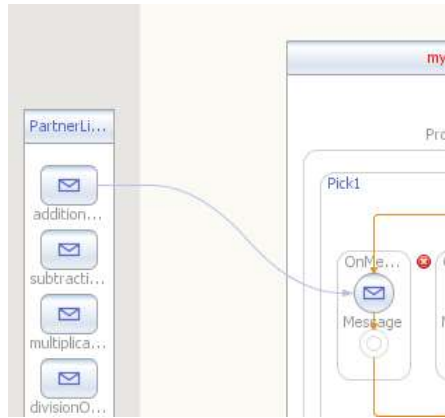 my
PartnerLi...
Pro
Pick1
addition...
OnMe...
subtracti...
Message
multiplica...
divisionO...